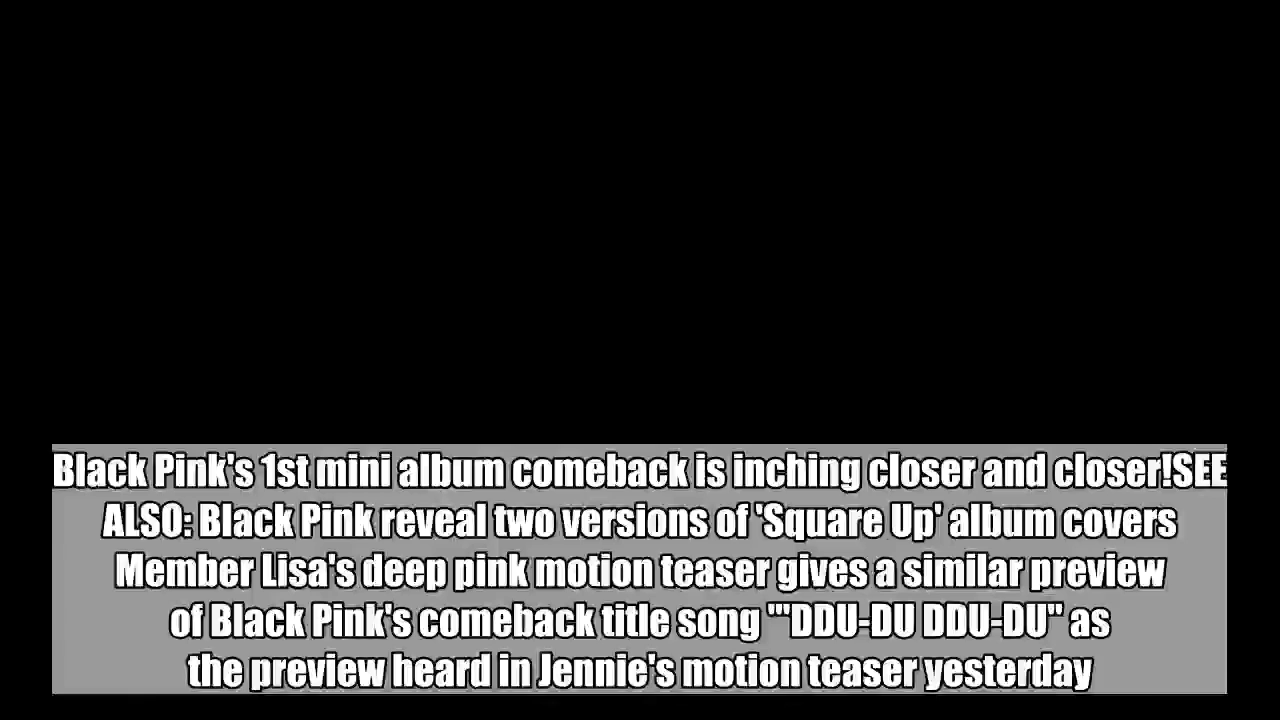 Black Pink's 1st mini album comeback is inching closer and closer!SEE
ALSO: Black Pink reveal two versions of 'Square Up' album covers
Member Lisa's deep pink motion teaser gives a similar preview
of Black Pink's comeback title song "'DDU-DU DDU-DU" as
the preview heard in Jennie's motion teaser yesterday